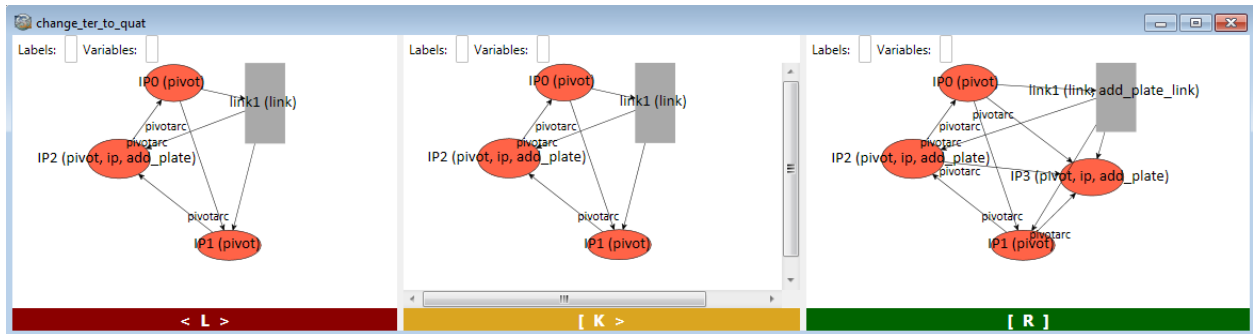 change_ter_to_quat
Labels: Variables:
IP0 (pivot)
link1 (link)
pivotarc
pivotarc
IP2 (pivot, ip, add_plate)
pivotarc
IP1 (pivot)
< L >
Labels: Variables:
IP0 (pivot)
link1 (link)
pivotarc
pivotarc
IP2 (pivot, ip, add_plate)
pivotarc
IP1 (pivot)
[ K >
Labels: Variables:
IP0 (pivot)
link1 (link, add_plate_link)
pivotarc
pivotarc
pivotarc
IP2 (pivot, ip, add_plate)
pivotarc
IP3 (pivot, ip, add_plate)
pivotarc
pivotarc
IP1 (pivot)
[ R ]